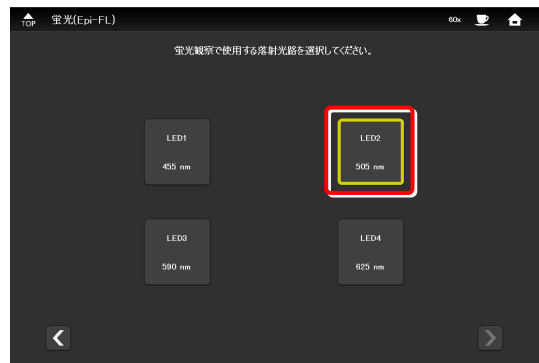 TOP 蛍光(Epi-FL) 60x
蛍光観察で使用する落射光路を選択してください。
LED1
455 nm
LED2
505 nm
LED3
590 nm
LED4
625 nm